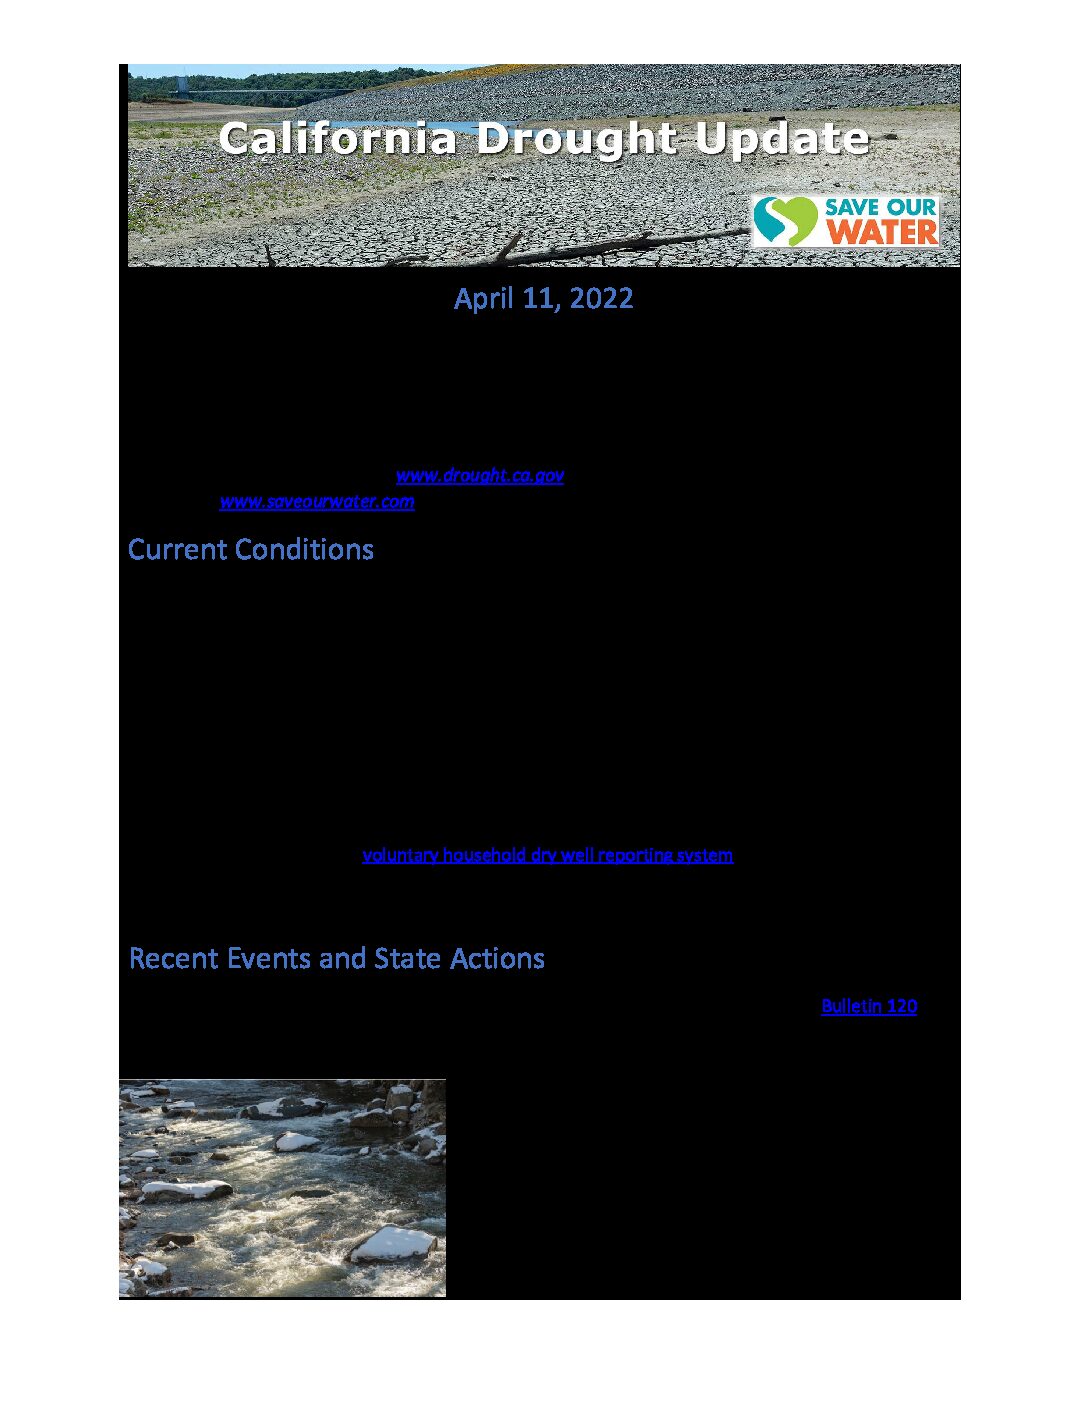 California Drought Update
SAVE OUR
WATER
April 11, 2022
www.drought.ca.gov
www.saveourwater.com
Current Conditions
voluntary household dry well reporting system
Recent Events and State Actions
Bulletin 120